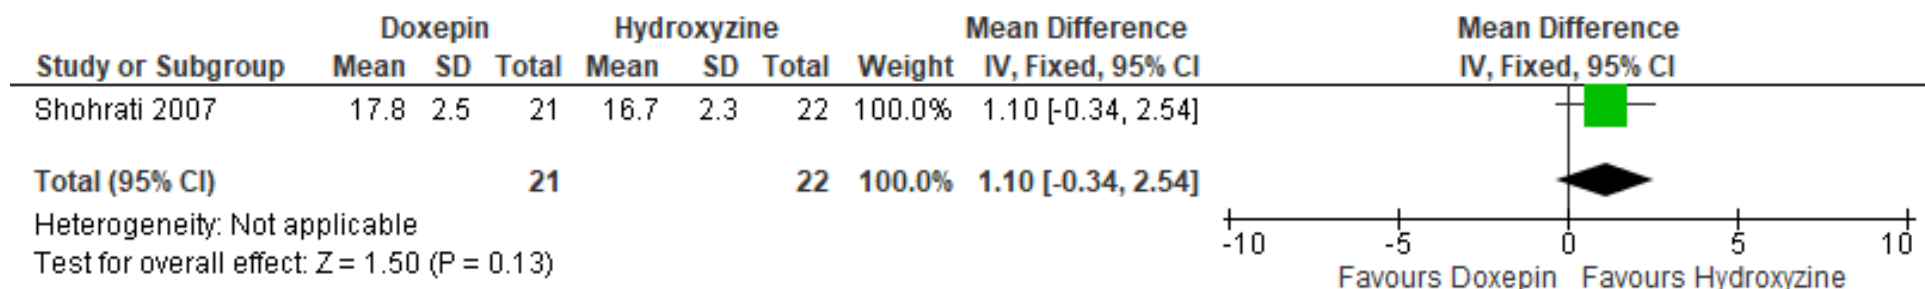 Doxepin Hydroxyzine Mean Difference Mean Difference
Study or Subgroup Mean SD Total Mean SD Total Weight IV, Fixed, 95% CI IV, Fixed, 95% CI
Shohrati 2007 17.8 2.5 21 16.7 2.3 22 100.0% 1.10 [-0.34, 2.54]
Total (95% CI) 21 22 100.0% 1.10 [-0.34, 2.54]
Heterogeneity: Not applicable
Test for overall effect: Z = 1.50 (P = 0.13)
-10 -5 0 5 10
Favours Doxepin Favours Hydroxyzine